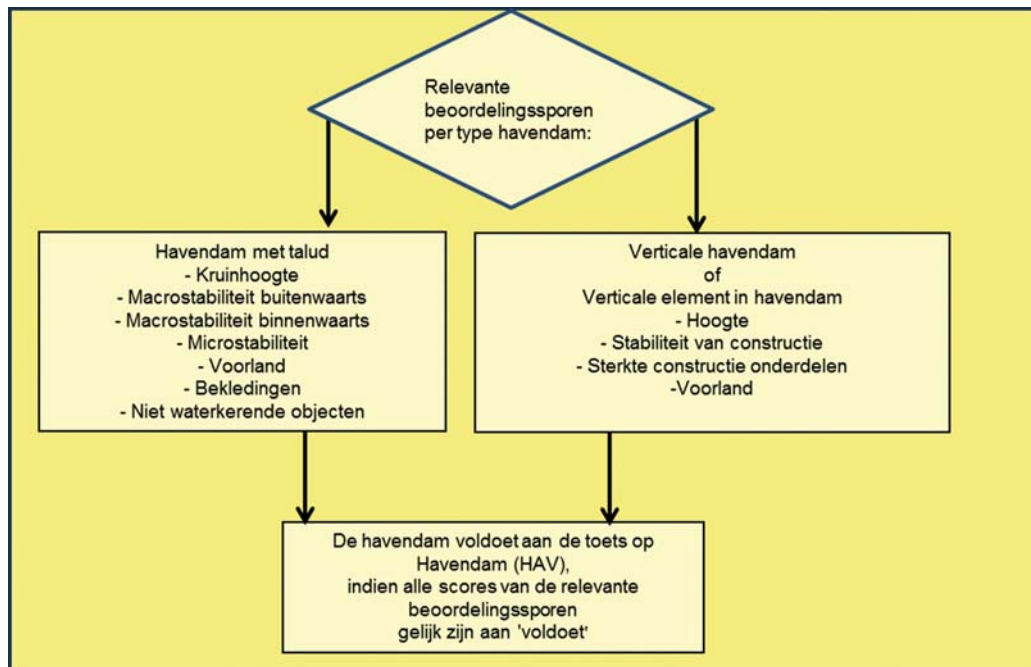 Relevante
beoordelingssporen
per type havendam:
Havendam met talud
- Kruinhoogte
- Macrostabiliteit buitenwaarts
- Macrostabiliteit binnenwaarts
- Microstabiliteit
- Voorland
- Bekledingen
- Niet waterkerende objecten
Verticale havendam
of
Verticale element in havendam
- Hoogte
- Stabiliteit van constructie
- Sterkte constructie onderdelen
-Voorland
De havendam voldoet aan de toets op
Havendam (HAV),
indien alle scores van de relevante
beoordelingssporen
gelijk zijn aan 'voldoet'